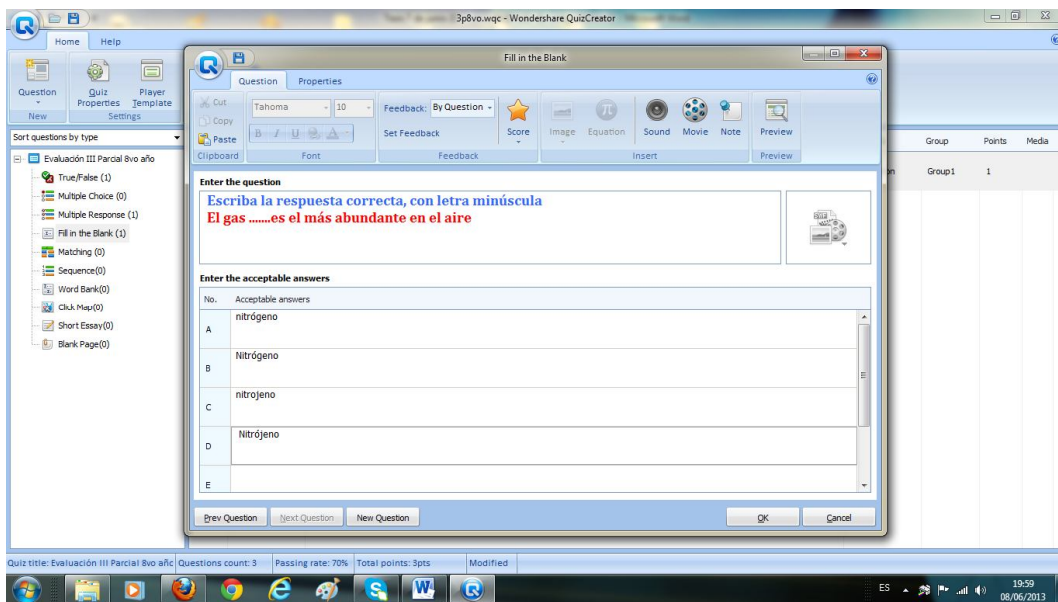 3p8vo.wqc - Wondershare QuizCreator
Home Help
Question
Quiz Properties
Player Template
New
Settings
Sort questions by type
Evaluación III Parcial 8vo año
True/False (1)
Multiple Choice (0)
Multiple Response (1)
Fill in the Blank (1)
Matching (0)
Sequence(0)
Word Bank(0)
Click Map(0)
Short Essay(0)
Blank Page(0)
Fill in the Blank
Question Properties
Cut
Copy
Paste
Clipboard
Tahoma 10
B I U A
Font
Feedback: By Question
Set Feedback
Score
Feedback
Image Equation Sound Movie Note
Insert
Preview
Preview
Enter the question
Escriba la respuesta correcta, con letra minúscula
El gas .......es el más abundante en el aire
Enter the acceptable answers
No. Acceptable answers
A nitrógeno
B Nitrógeno
C nitrojeno
D Nitrójeno
E
Prev Question Next Question New Question OK Cancel
Group Points Media
Group1 1
Quiz title: Evaluación III Parcial 8vo año Questions count: 3 Passing rate: 70% Total points: 3pts Modified
ES 19:59
08/06/2013